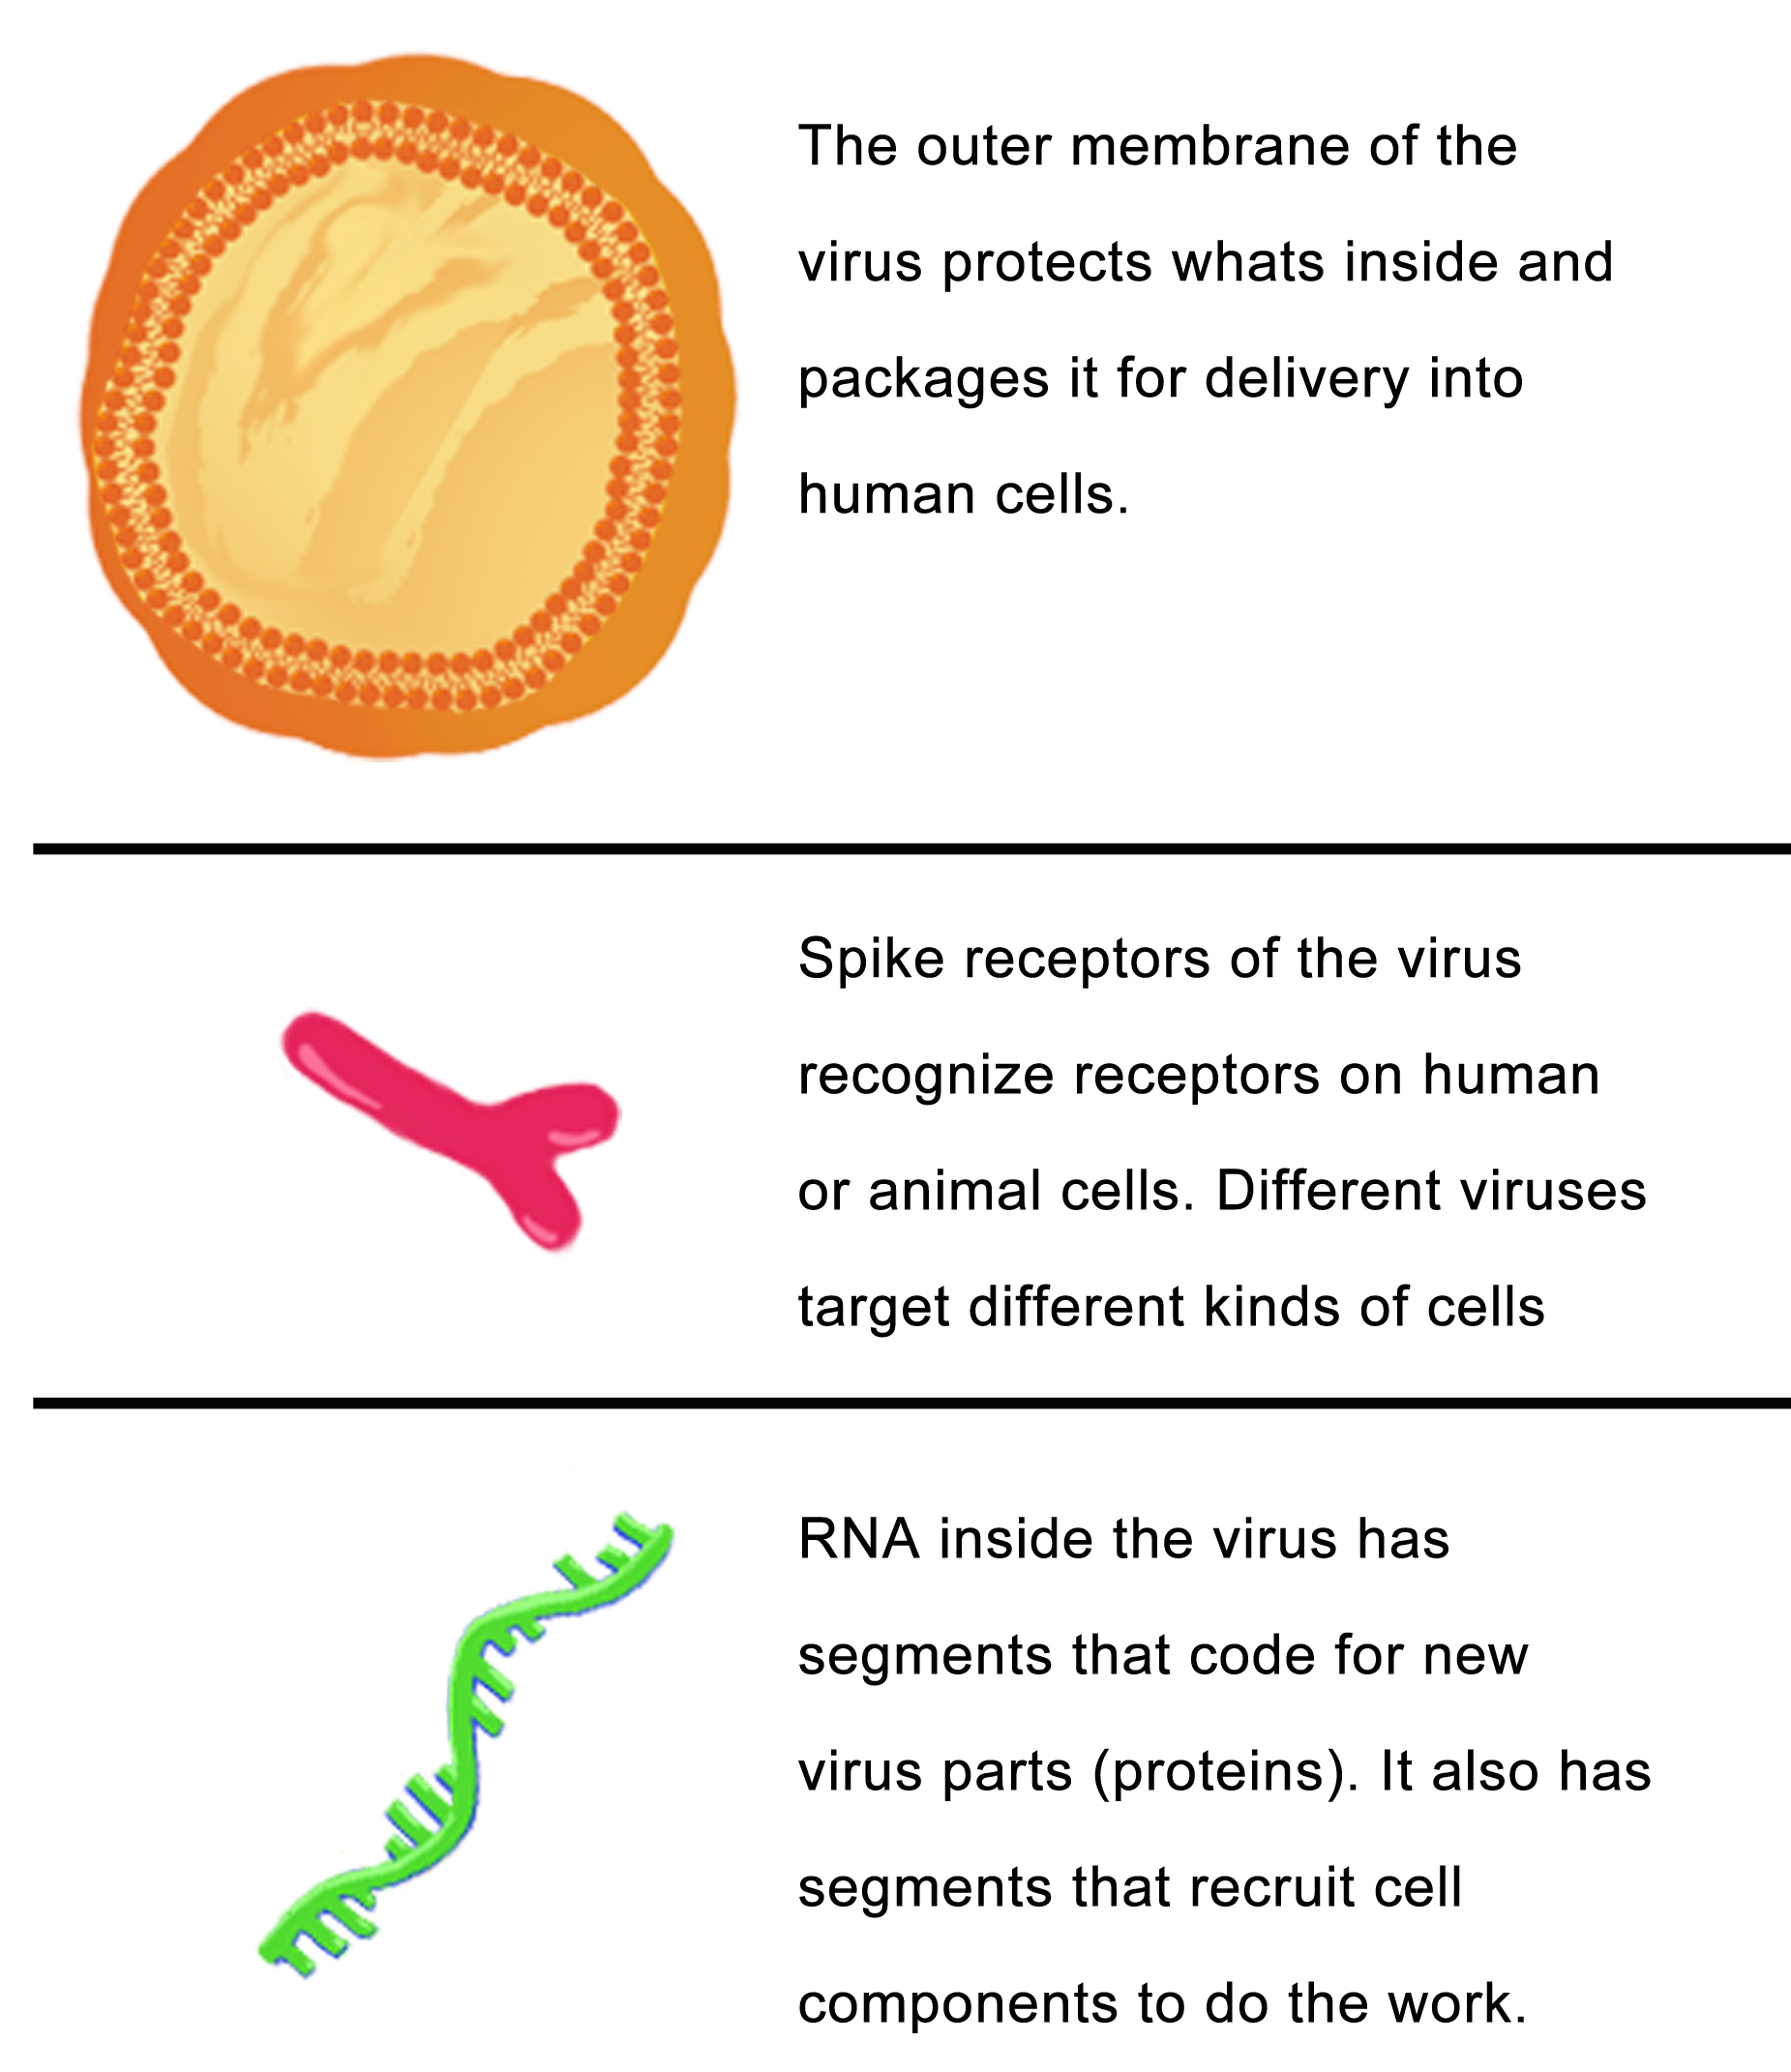 The outer membrane of the
virus protects whats inside and
packages it for delivery into
human cells.
Spike receptors of the virus
recognize receptors on human
or animal cells. Different viruses
target different kinds of cells
RNA inside the virus has
segments that code for new
virus parts (proteins). It also has
segments that recruit cell
components to do the work.